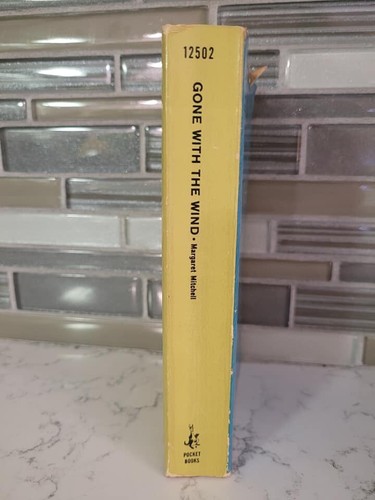 12502
GONE WITH THE WIND • Margaret Mitchell
POCKET
BOOKS